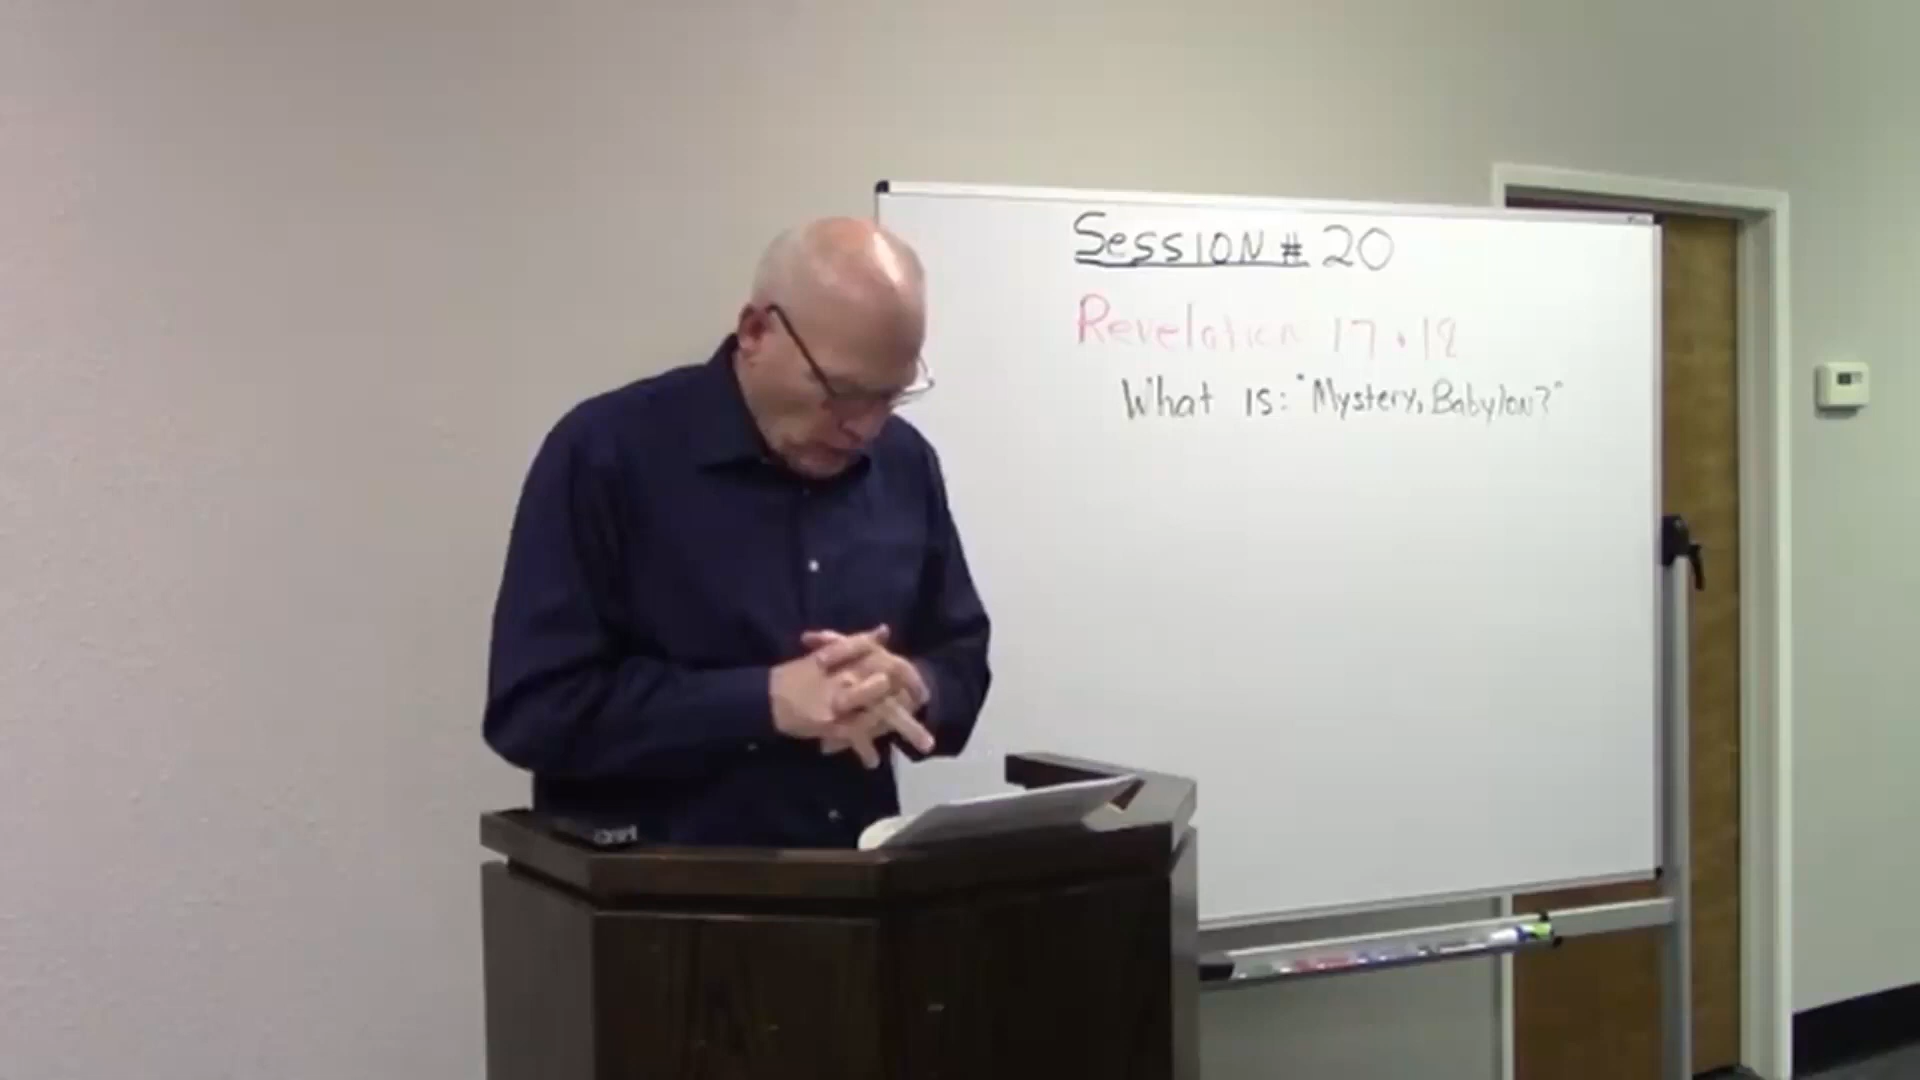 Session # 20
Revelation 17 • 18
What is: "Mystery, Babylon?"